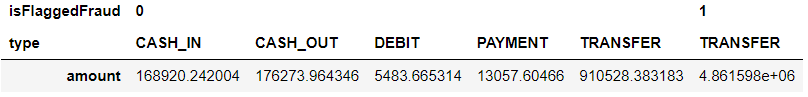 isFlaggedFraud 0 1
type CASH_IN CASH_OUT DEBIT PAYMENT TRANSFER TRANSFER
amount 168920.242004 176273.964346 5483.665314 13057.60466 910528.383183 4.861598e+06